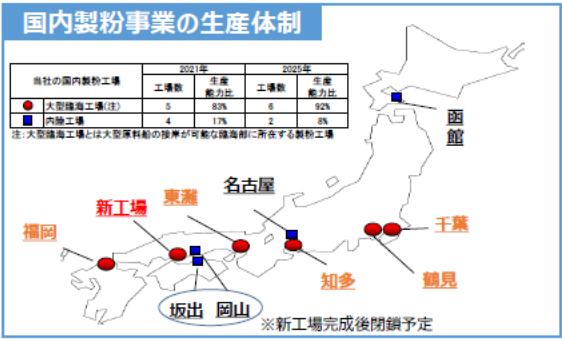 国内製粉事業の生産体制
当社の国内製粉工場 2021年 2025年
工場数 生産能力比 工場数 生産能力比
大型臨海工場(注) 5 83% 6 92%
内陸工場 4 17% 2 8%
注:大型臨海工場とは大型原料船の接岸が可能な臨海部に所在する製粉工場
函館
名古屋
東灘
新工場
福岡
千葉
知多
鶴見
坂出 岡山
※新工場完成後閉鎖予定